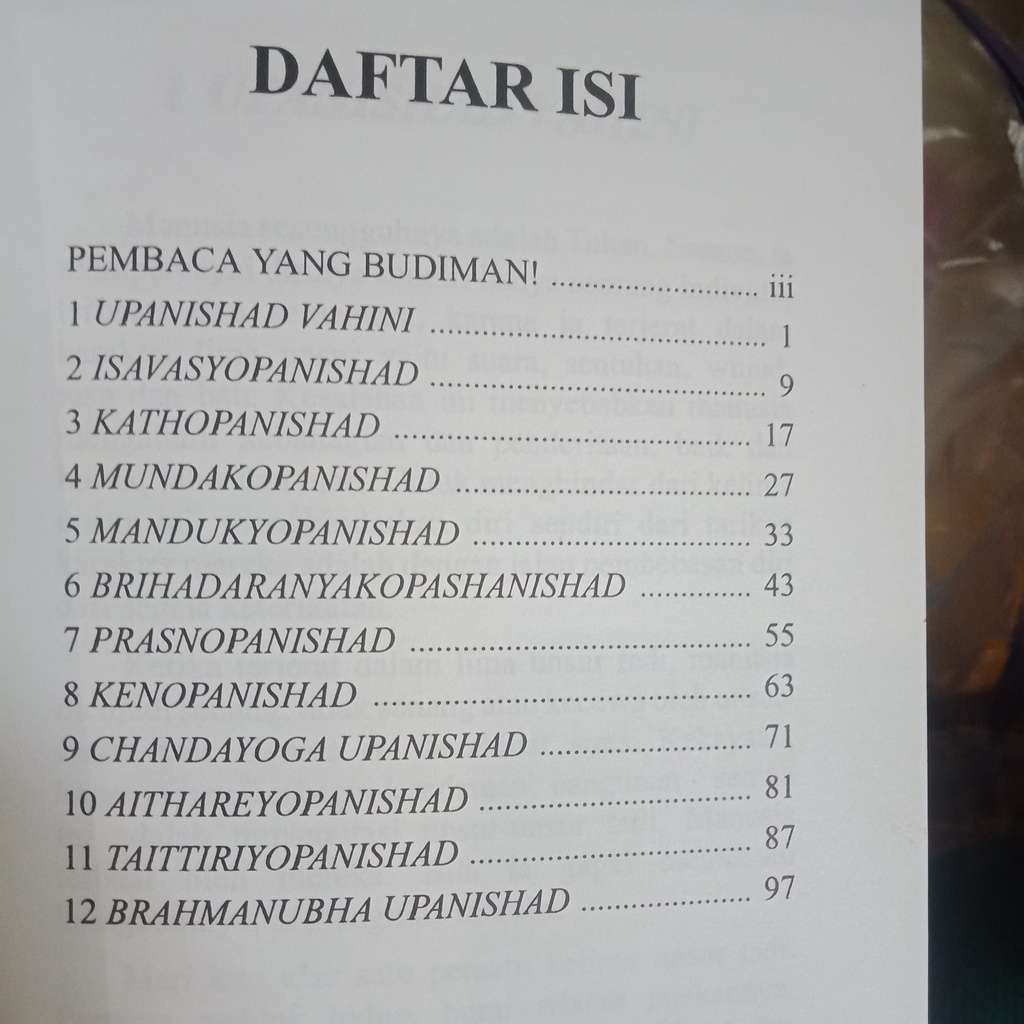 DAFTAR ISI
PEMBACA YANG BUDIMAN! ......................... iii
1 UPANISHAD VAHINI ......................................... 1
2 ISAVASYOPANISHAD ......................................... 9
3 KATHOPANISHAD ........................................... 17
4 MUNDAKOPANISHAD .................................... 27
5 MANDUKYOPANISHAD .................................. 33
6 BRIHADARANYAKOPASHANISHAD ............. 43
7 PRASNOPANISHAD ......................................... 55
8 KENOPANISHAD .............................................. 63
9 CHANDAYOGA UPANISHAD ......................... 71
10 AITHAREYOPANISHAD ................................. 81
11 TAITTIRIYOPANISHAD .................................. 87
12 BRAHMANUBHA UPANISHAD .................... 97